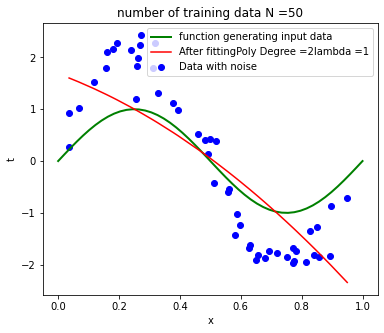 number of training data N =50
function generating input data
After fittingPoly Degree =2lambda =1
Data with noise
t
2
1
0
−1
−2
0.0 0.2 0.4 0.6 0.8 1.0
x